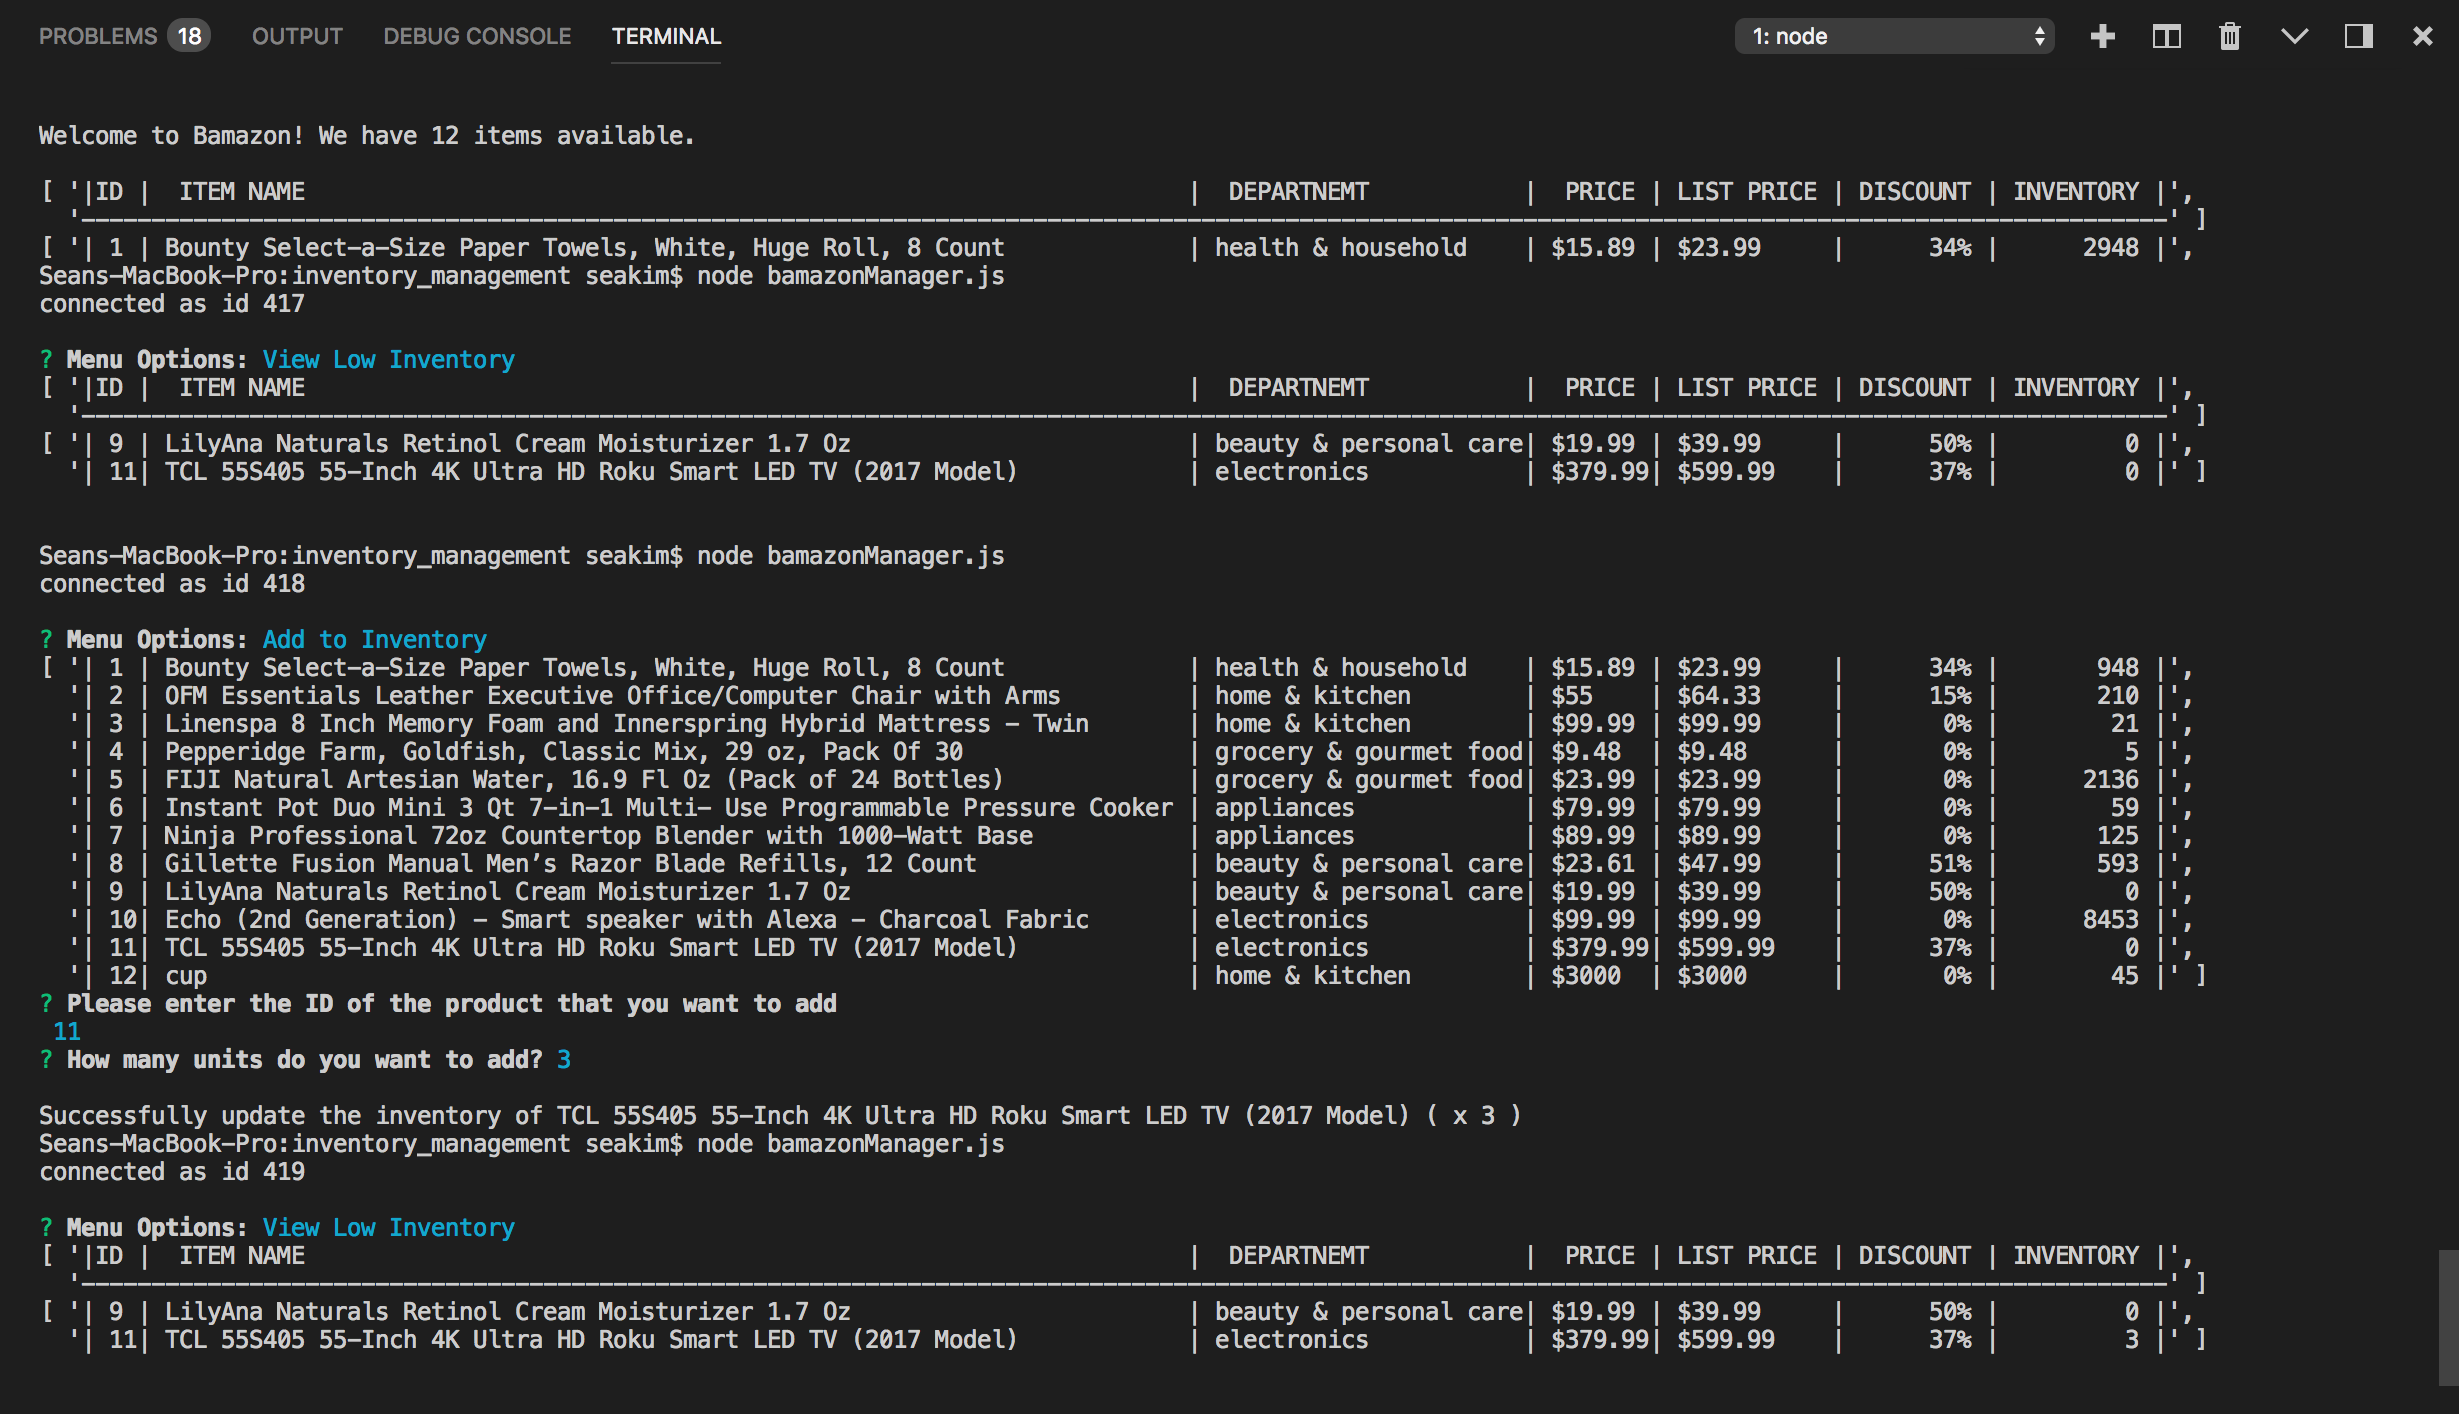 PROBLEMS 18 OUTPUT DEBUG CONSOLE TERMINAL 1: node
Welcome to Bamazon! We have 12 items available.
[ '|ID |  ITEM NAME                                                               |  DEPARTNEMT           |  PRICE | LIST PRICE | DISCOUNT | INVENTORY |',
  '-----------------------------------------------------------------------------------------------------------------------------------------------------' ]
[ '| 1 | Bounty Select-a-Size Paper Towels, White, Huge Roll, 8 Count             | health & household    | $15.89 | $23.99     |      34% |      2948 |',
Seans-MacBook-Pro:inventory_management seakim$ node bamazonManager.js
connected as id 417
? Menu Options: View Low Inventory
[ '|ID |  ITEM NAME                                                               |  DEPARTNEMT           |  PRICE | LIST PRICE | DISCOUNT | INVENTORY |',
  '-----------------------------------------------------------------------------------------------------------------------------------------------------' ]
[ '| 9 | LilyAna Naturals Retinol Cream Moisturizer 1.7 Oz                        | beauty & personal care| $19.99 | $39.99     |      50% |         0 |',
  '| 11| TCL 55S405 55-Inch 4K Ultra HD Roku Smart LED TV (2017 Model)            | electronics           | $379.99| $599.99    |      37% |         0 |' ]
Seans-MacBook-Pro:inventory_management seakim$ node bamazonManager.js
connected as id 418
? Menu Options: Add to Inventory
[ '| 1 | Bounty Select-a-Size Paper Towels, White, Huge Roll, 8 Count             | health & household    | $15.89 | $23.99     |      34% |       948 |',
  '| 2 | OFM Essentials Leather Executive Office/Computer Chair with Arms         | home & kitchen        | $55    | $64.33     |      15% |       210 |',
  '| 3 | Linenspa 8 Inch Memory Foam and Innerspring Hybrid Mattress - Twin       | home & kitchen        | $99.99 | $99.99     |       0% |        21 |',
  '| 4 | Pepperidge Farm, Goldfish, Classic Mix, 29 oz, Pack Of 30                | grocery & gourmet food| $9.48  | $9.48      |       0% |         5 |',
  '| 5 | FIJI Natural Artesian Water, 16.9 Fl Oz (Pack of 24 Bottles)             | grocery & gourmet food| $23.99 | $23.99     |       0% |      2136 |',
  '| 6 | Instant Pot Duo Mini 3 Qt 7-in-1 Multi- Use Programmable Pressure Cooker | appliances            | $79.99 | $79.99     |       0% |        59 |',
  '| 7 | Ninja Professional 72oz Countertop Blender with 1000-Watt Base           | appliances            | $89.99 | $89.99     |       0% |       125 |',
  '| 8 | Gillette Fusion Manual Men’s Razor Blade Refills, 12 Count               | beauty & personal care| $23.61 | $47.99     |      51% |       593 |',
  '| 9 | LilyAna Naturals Retinol Cream Moisturizer 1.7 Oz                        | beauty & personal care| $19.99 | $39.99     |      50% |         0 |',
  '| 10| Echo (2nd Generation) - Smart speaker with Alexa - Charcoal Fabric       | electronics           | $99.99 | $99.99     |       0% |      8453 |',
  '| 11| TCL 55S405 55-Inch 4K Ultra HD Roku Smart LED TV (2017 Model)            | electronics           | $379.99| $599.99    |      37% |         0 |',
  '| 12| cup                                                                      | home & kitchen        | $3000  | $3000      |       0% |        45 |' ]
? Please enter the ID of the product that you want to add
 11
? How many units do you want to add? 3
Successfully update the inventory of TCL 55S405 55-Inch 4K Ultra HD Roku Smart LED TV (2017 Model) ( x 3 )
Seans-MacBook-Pro:inventory_management seakim$ node bamazonManager.js
connected as id 419
? Menu Options: View Low Inventory
[ '|ID |  ITEM NAME                                                               |  DEPARTNEMT           |  PRICE | LIST PRICE | DISCOUNT | INVENTORY |',
  '-----------------------------------------------------------------------------------------------------------------------------------------------------' ]
[ '| 9 | LilyAna Naturals Retinol Cream Moisturizer 1.7 Oz                        | beauty & personal care| $19.99 | $39.99     |      50% |         0 |',
  '| 11| TCL 55S405 55-Inch 4K Ultra HD Roku Smart LED TV (2017 Model)            | electronics           | $379.99| $599.99    |      37% |         3 |' ]